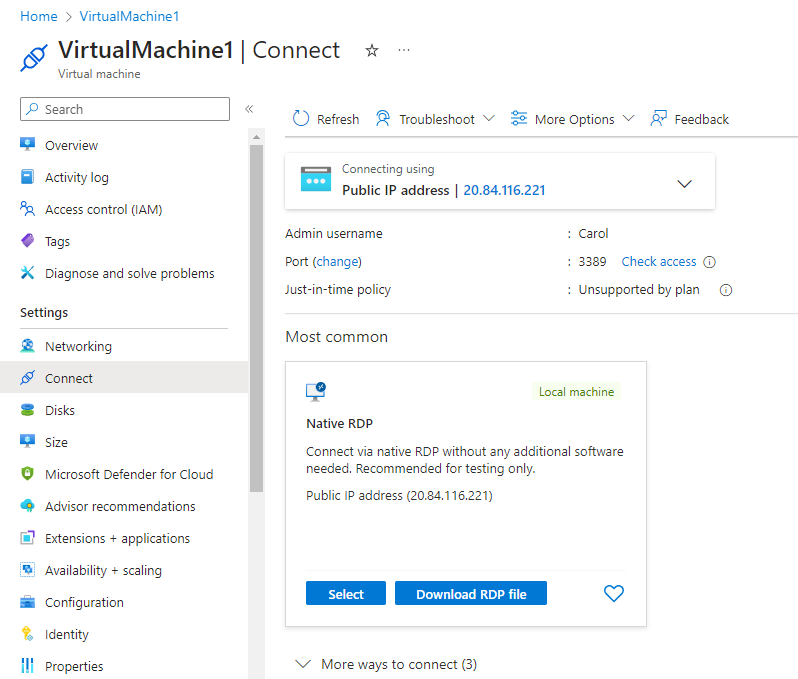 Home > VirtualMachine1
VirtualMachine1 | Connect
Virtual machine
Search
Overview
Activity log
Access control (IAM)
Tags
Diagnose and solve problems
Settings
Networking
Connect
Disks
Size
Microsoft Defender for Cloud
Advisor recommendations
Extensions + applications
Availability + scaling
Configuration
Identity
Properties
Refresh Troubleshoot More Options Feedback
Connecting using
Public IP address | 20.84.116.221
Admin username : Carol
Port (change) : 3389 Check access
Just-in-time policy : Unsupported by plan
Most common
Local machine
Native RDP
Connect via native RDP without any additional software
needed. Recommended for testing only.
Public IP address (20.84.116.221)
Select Download RDP file
More ways to connect (3)